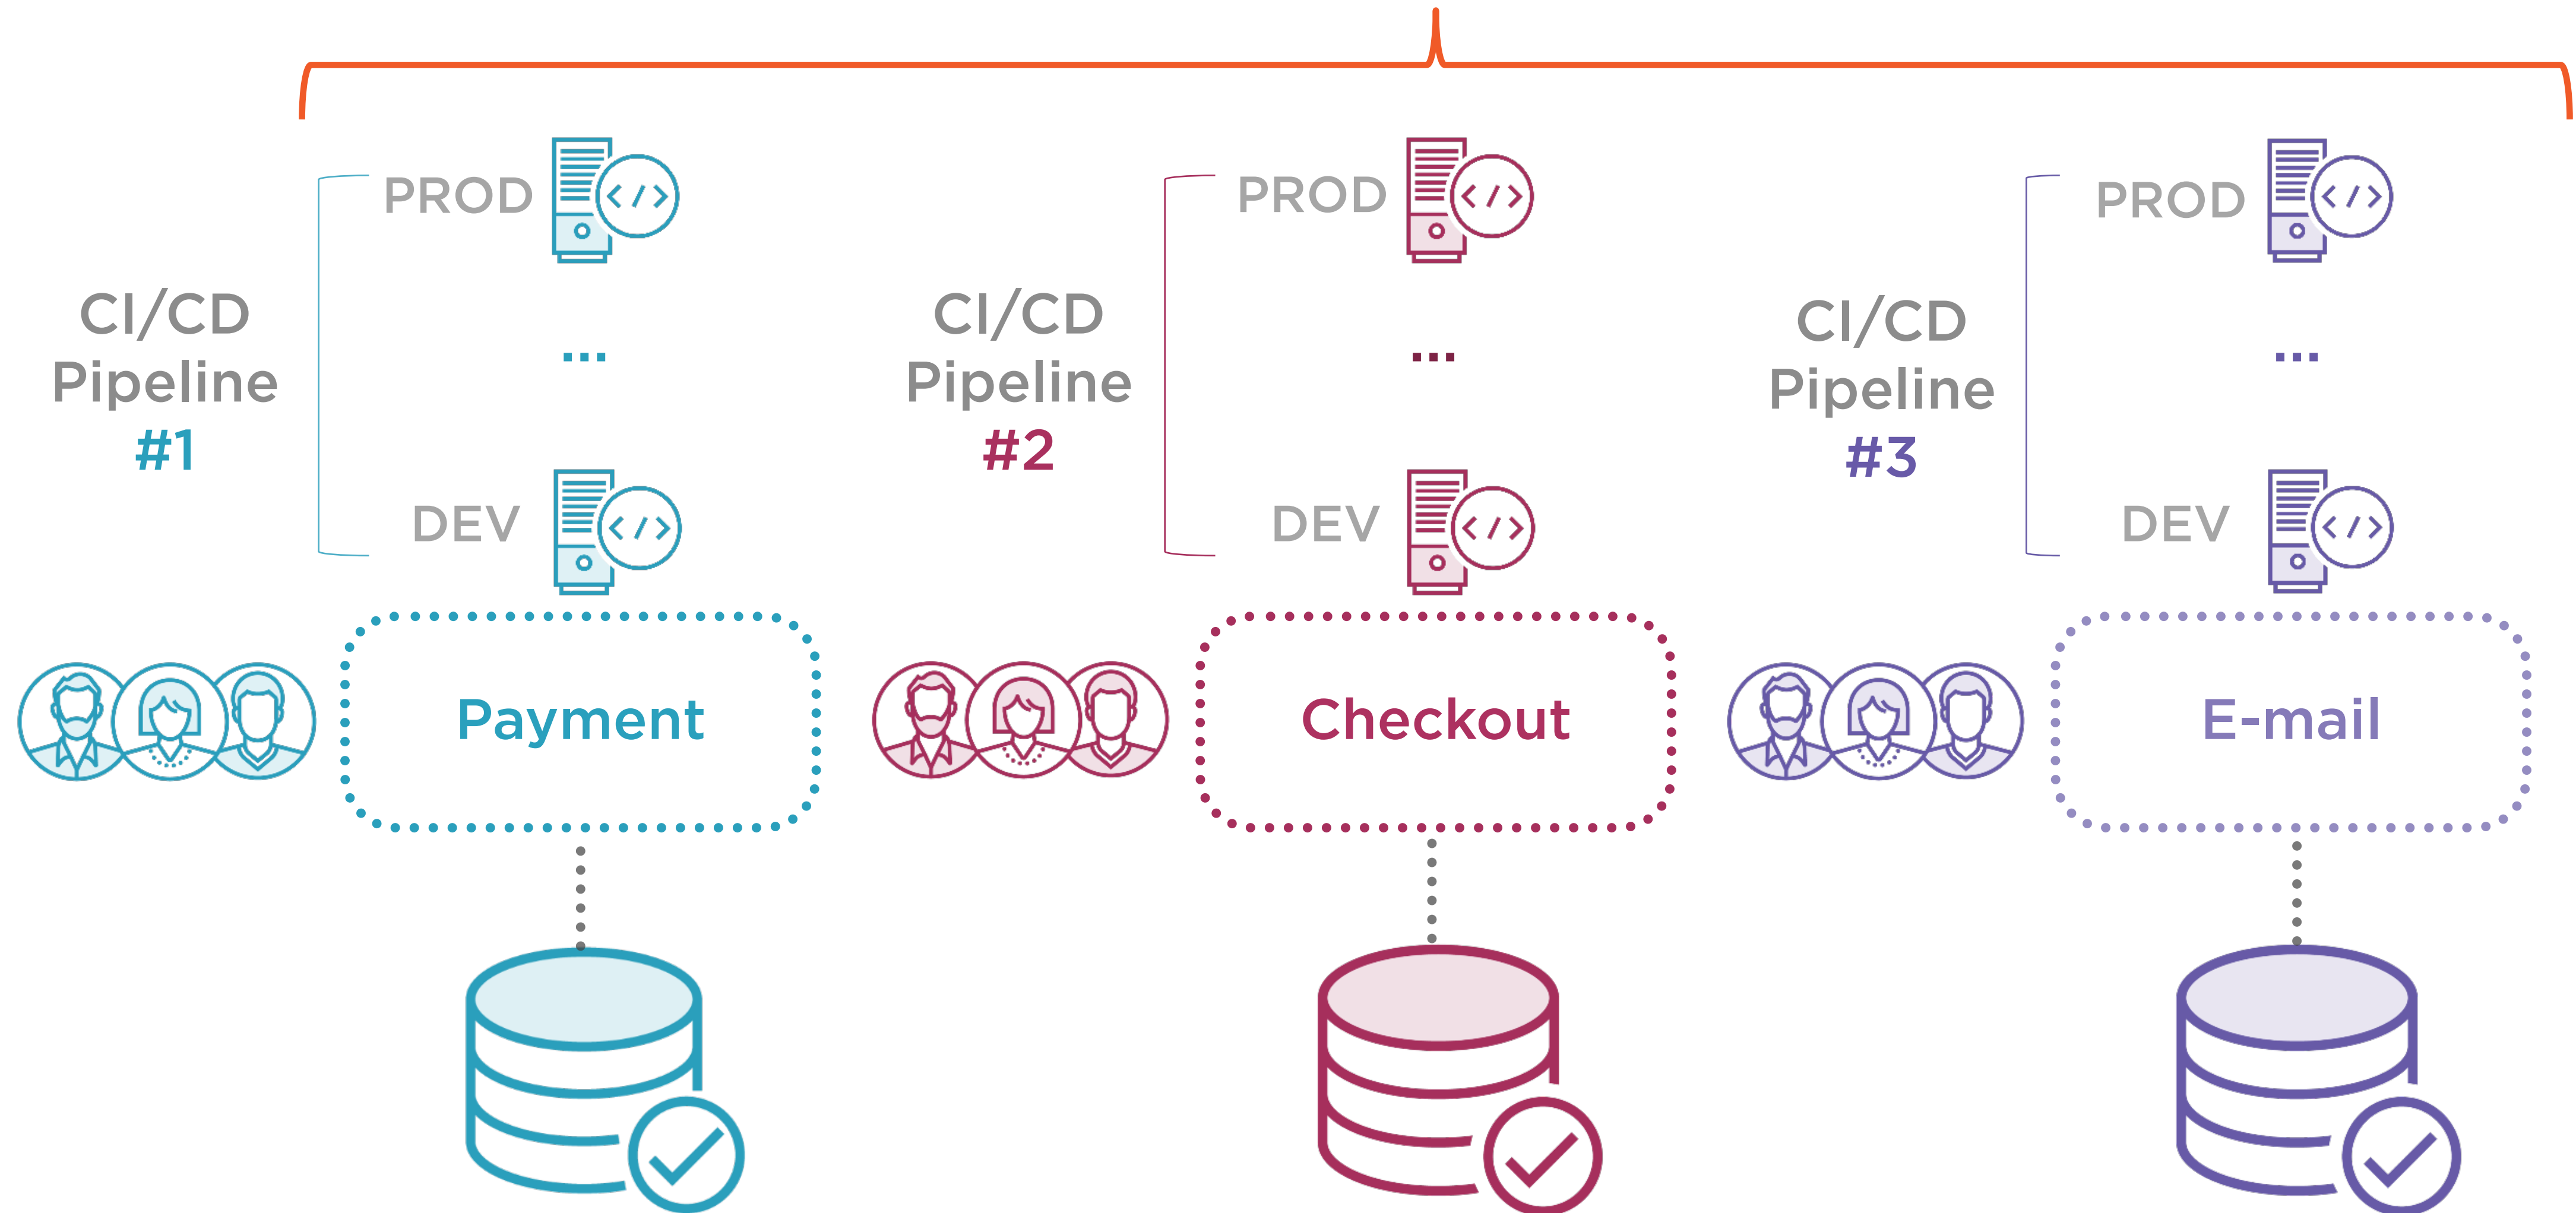 PROD
</>
CI/CD
Pipeline
#1
...
DEV
</>
Payment
PROD
</>
CI/CD
Pipeline
#2
...
DEV
</>
Checkout
PROD
</>
CI/CD
Pipeline
#3
...
DEV
</>
E-mail